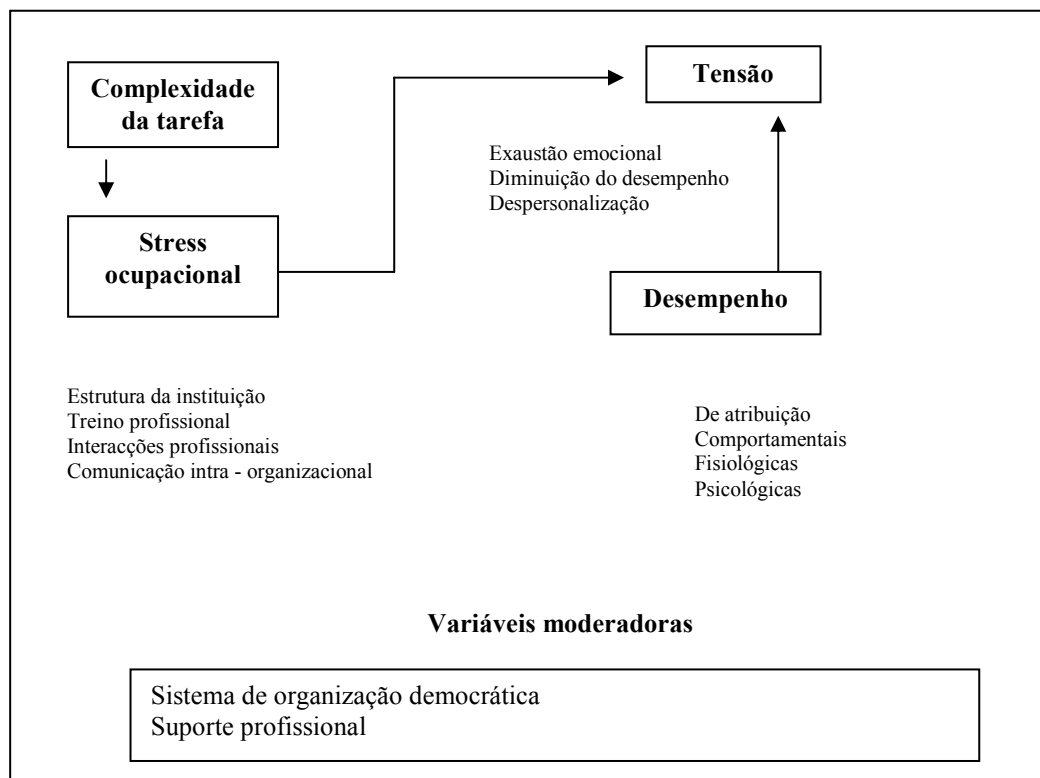 Complexidade
da tarefa
Tensão
Exaustão emocional
Diminuição do desempenho
Despersonalização
Stress
ocupacional
Desempenho
Estrutura da instituição
Treino profissional
Interacções profissionais
Comunicação intra - organizacional
De atribuição
Comportamentais
Fisiológicas
Psicológicas
Variáveis moderadoras
Sistema de organização democrática
Suporte profissional